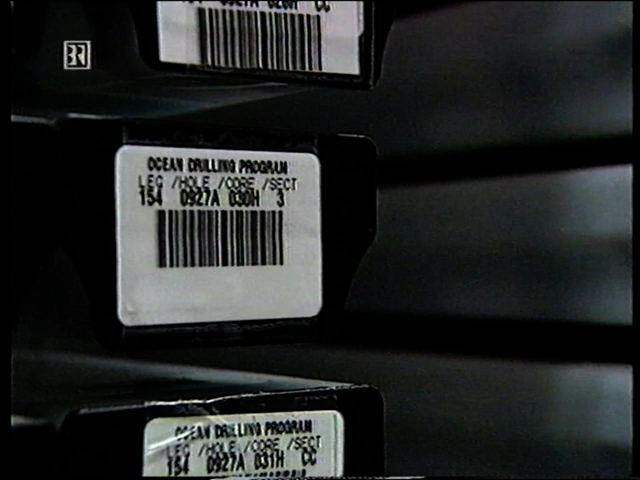 BR
OCEAN DRILLING PROGRAM
LEG /HOLE /CORE /SECT
154 0927A 030H 3
OCEAN DRILLING PROGRAM
LEG /HOLE /CORE /SECT
154 0927A 031H CC